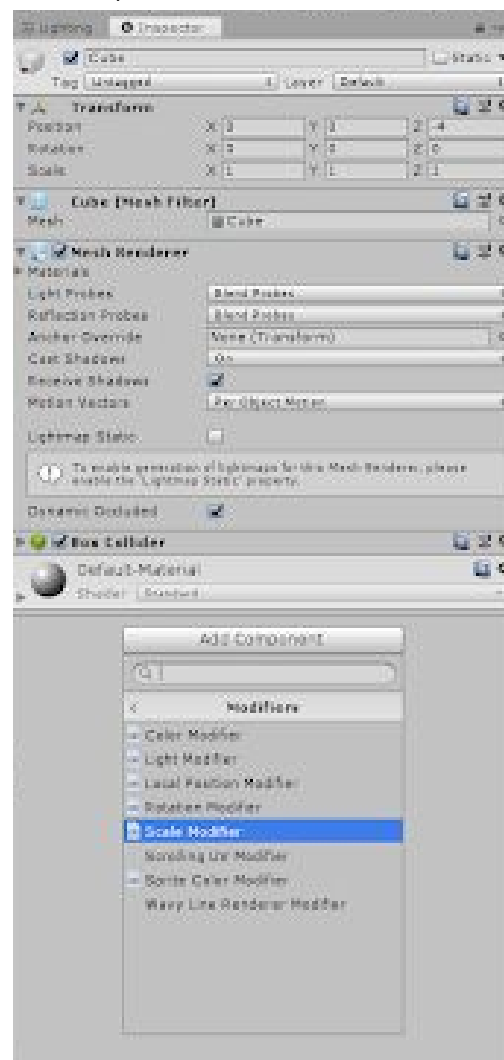 Lighting Inspector
Cube Static
Tag Untagged Layer Default
Transform
Position X Y Z -4
Rotation X Y Z 0
Scale X 1 Y 1 Z 1
Cube (Mesh Filter)
Mesh Cube
Mesh Renderer
Materials
Light Probes Blend Probes
Reflection Probes Blend Probes
Anchor Override None (Transform)
Cast Shadows On
Receive Shadows
Motion Vectors Per Object Motion
Lightmap Static
To enable generation of lightmaps for this Mesh Renderer, please
enable the 'Lightmap Static' property.
Dynamic Occluded
Box Collider
Default-Material
Shader Standard
Add Component
Modifiers
Color Modifier
Light Modifier
Local Position Modifier
Rotation Modifier
Scale Modifier
Scrolling UV Modifier
Sprite Color Modifier
Wavy Line Renderer Modifier